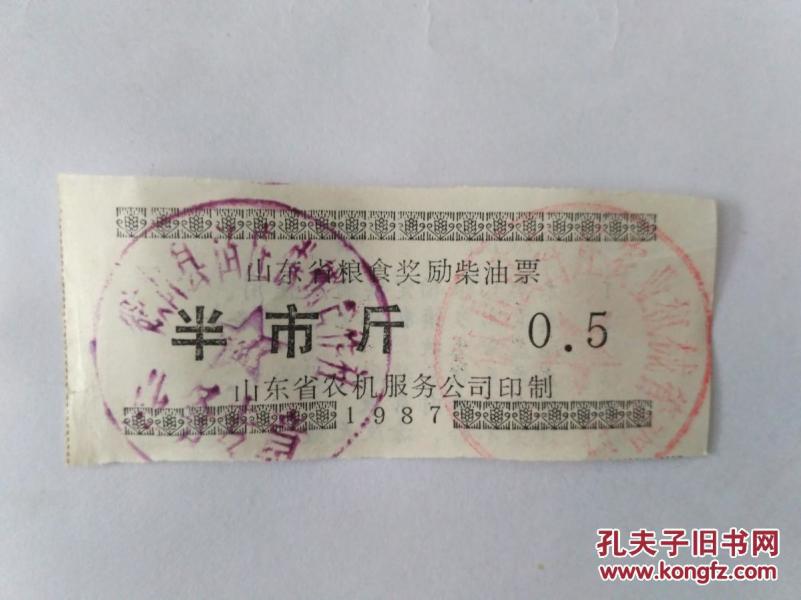 山东省粮食奖励柴油票
半市斤 0.5
山东省农机服务公司印制
1987
孔夫子旧书网
www.kongfz.com